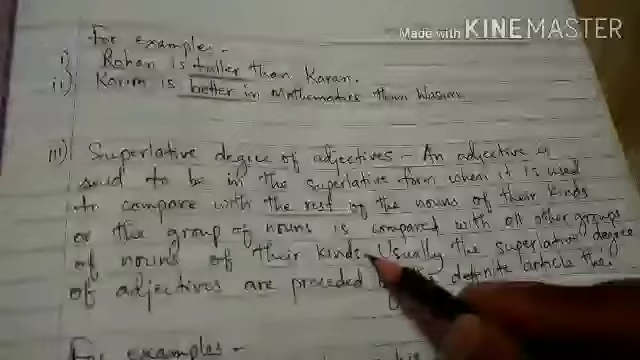 Made with KINEMASTER
For examples-
i) Rohan is taller than Karan.
ii) Karim is better in Mathematics than Wasim.
iii) Superlative degree of adjectives - An adjective is
said to be in the superlative form when it is used
to compare with the rest of the nouns of their kinds
or the group of nouns is compared with all other groups
of nouns of their kinds. Usually the superlative degree
of adjectives are preceded by definite article the.
For examples-